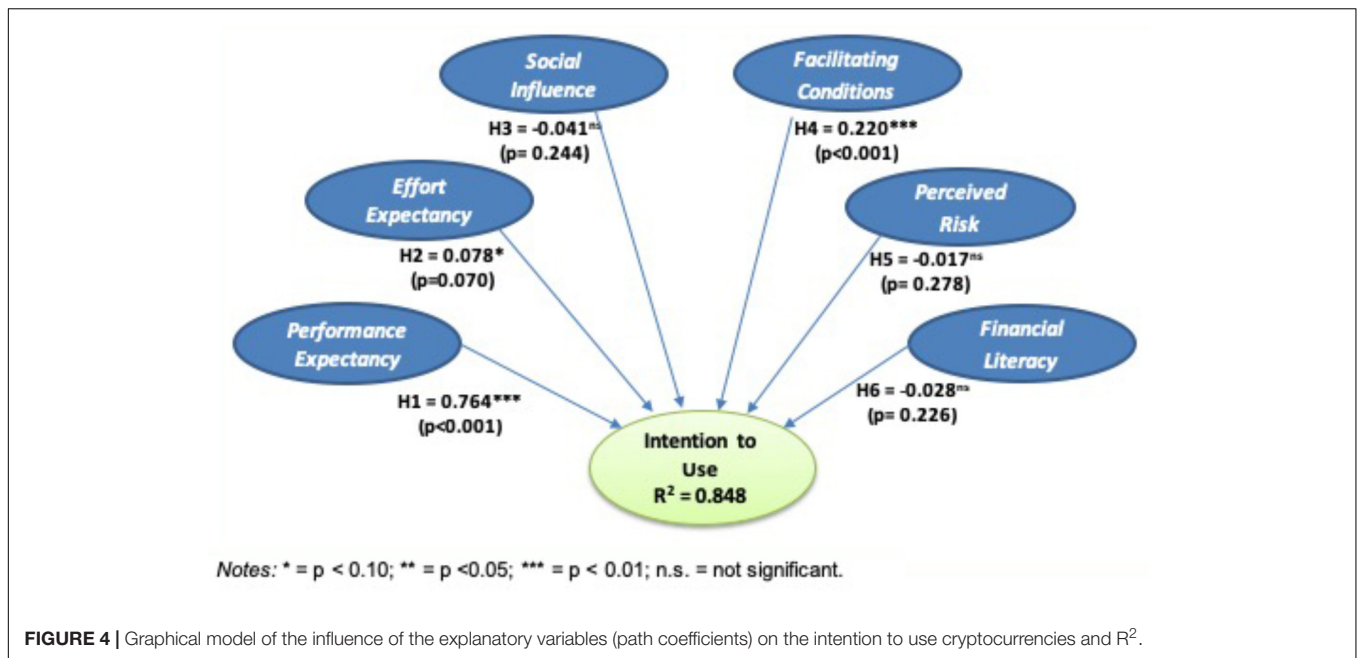 Social
Influence
Facilitating
Conditions
H3 = -0.041ⁿˢ
(p= 0.244)
H4 = 0.220***
(p<0.001)
Effort
Expectancy
Perceived
Risk
H2 = 0.078*
(p=0.070)
H5 = -0.017ⁿˢ
(p= 0.278)
Performance
Expectancy
Financial
Literacy
H1 = 0.764***
(p<0.001)
H6 = -0.028ⁿˢ
(p= 0.226)
Intention to
Use
R² = 0.848
Notes: * = p < 0.10; ** = p <0.05; *** = p < 0.01; n.s. = not significant.
FIGURE 4 | Graphical model of the influence of the explanatory variables (path coefficients) on the intention to use cryptocurrencies and R².